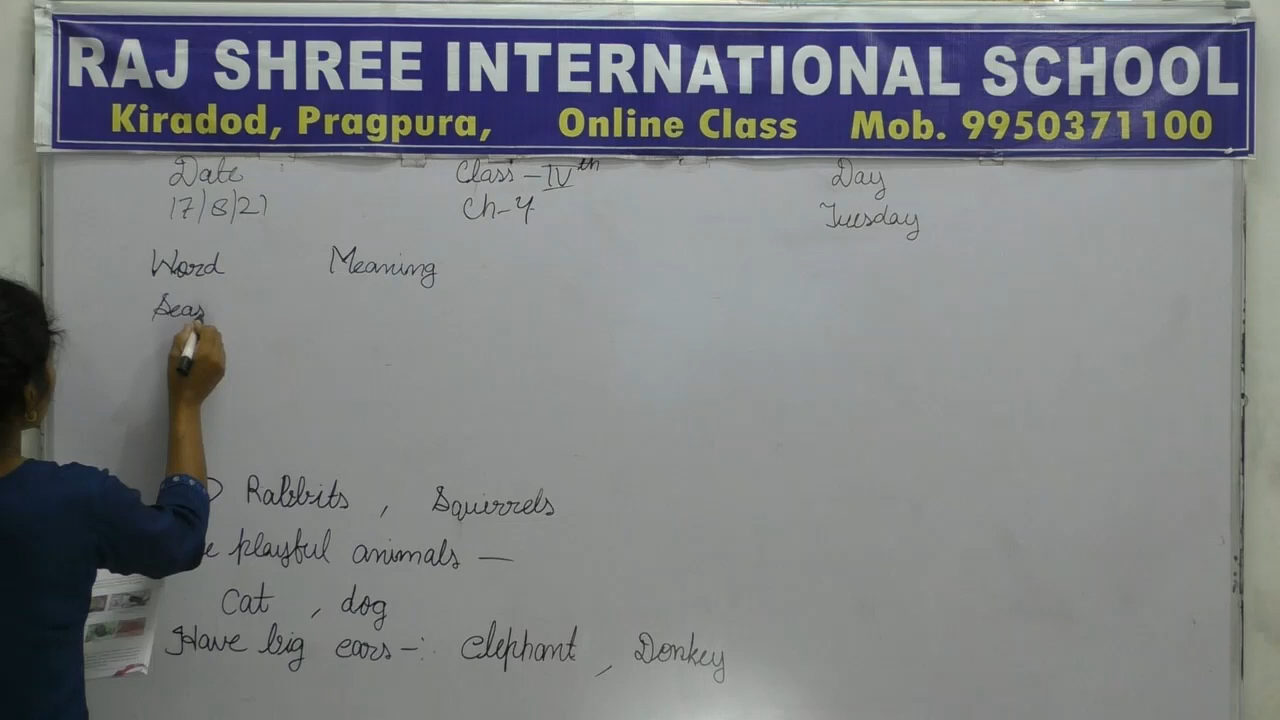 RAJ SHREE INTERNATIONAL SCHOOL
Kiradod, Pragpura, Online Class Mob. 9950371100
Date Class - IVth Day
17/8/21 Ch-4 Tuesday
Word Meaning
Seas
Rabbits , Squirrels
playful animals —
Cat , dog
Have big ears -: Elephant , Donkey